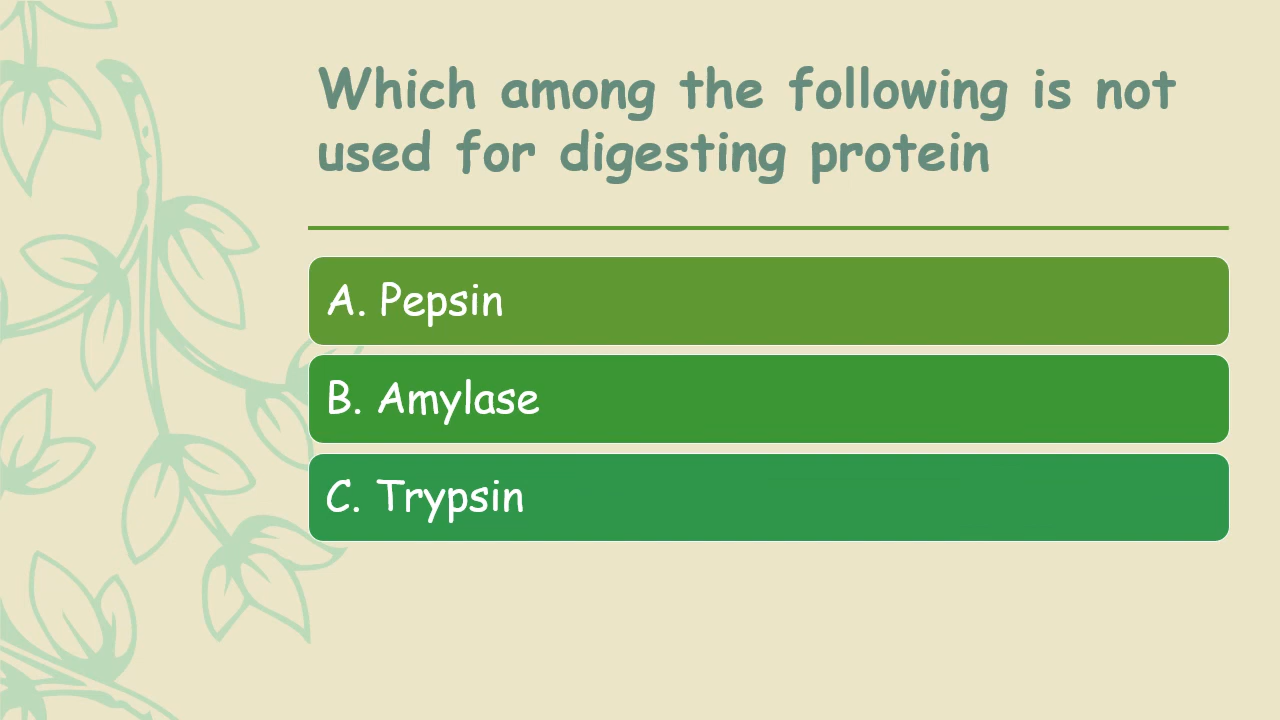 Which among the following is not
used for digesting protein
A. Pepsin
B. Amylase
C. Trypsin